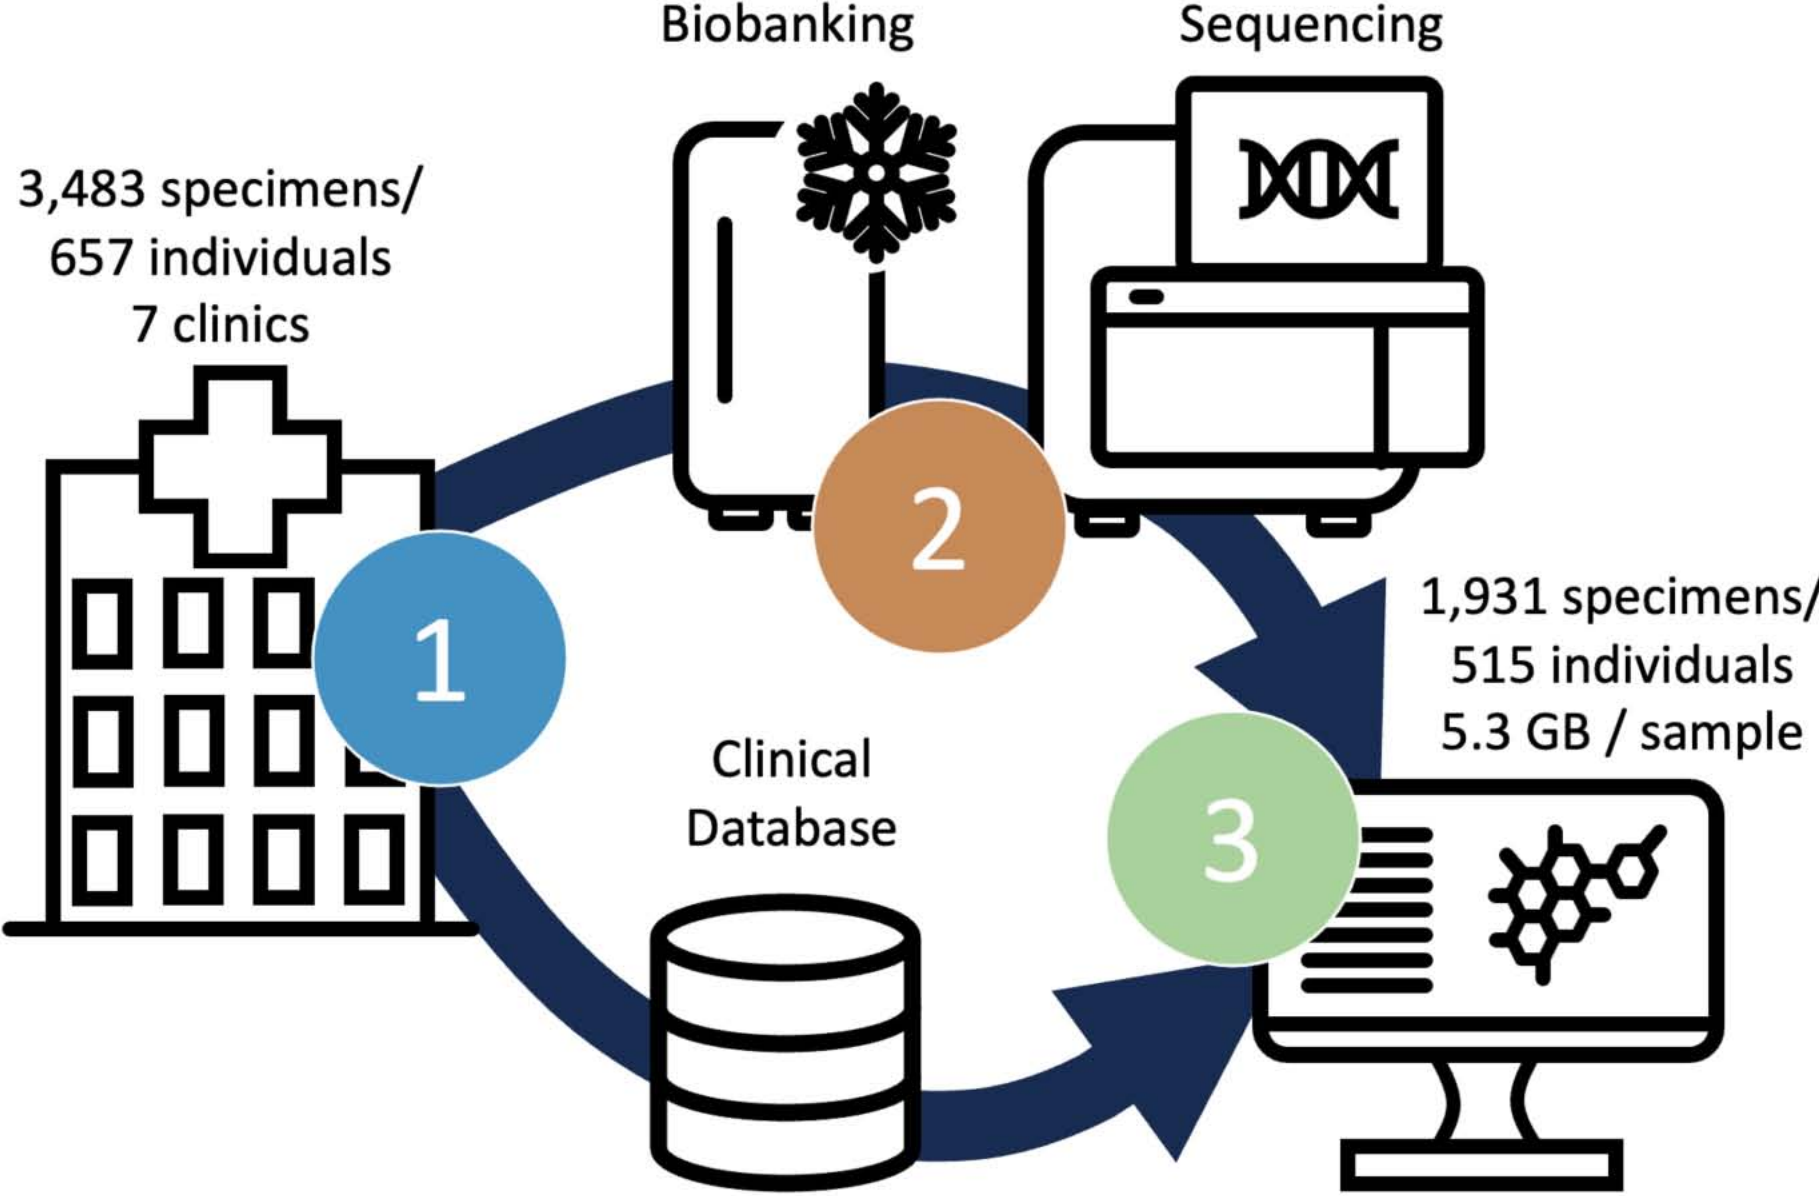 Biobanking
Sequencing
3,483 specimens/
657 individuals
7 clinics
2
1
1,931 specimens/
515 individuals
5.3 GB / sample
Clinical
Database
3